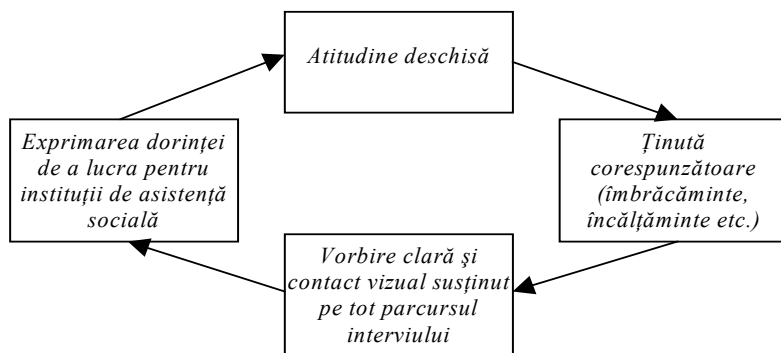 Atitudine deschisă
Exprimarea dorinței
de a lucra pentru
instituții de asistență
socială
Ținută
corespunzătoare
(îmbrăcăminte,
încălțăminte etc.)
Vorbire clară şi
contact vizual susținut
pe tot parcursul
interviului